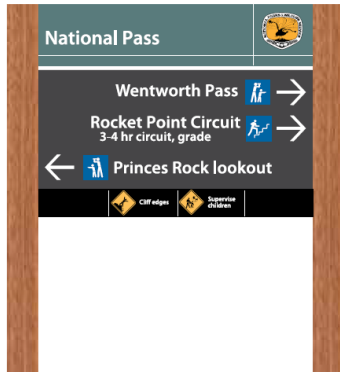 National Pass
Wentworth Pass
Rocket Point Circuit
3-4 hr circuit, grade
Princes Rock lookout
Cliff edges
Supervise
children